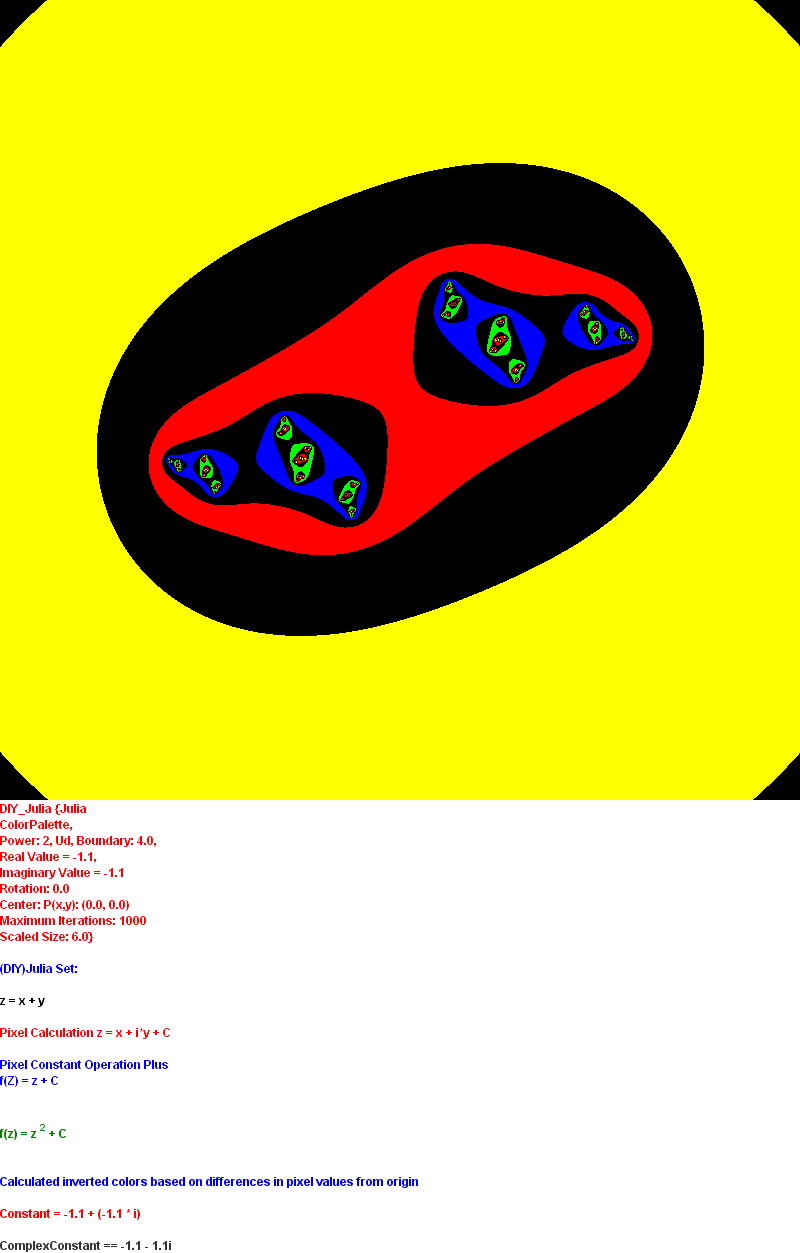 DIY_Julia {Julia
ColorPalette,
Power: 2, Ud, Boundary: 4.0,
Real Value = -1.1,
Imaginary Value = -1.1
Rotation: 0.0
Center: P(x,y): (0.0, 0.0)
Maximum Iterations: 1000
Scaled Size: 6.0}
(DIY)Julia Set:
z = x + y
Pixel Calculation z = x + i*y + C
Pixel Constant Operation Plus
f(Z) = z + C
f(z) = z 2 + C
Calculated inverted colors based on differences in pixel values from origin
Constant = -1.1 + (-1.1 * i)
ComplexConstant == -1.1 - 1.1i